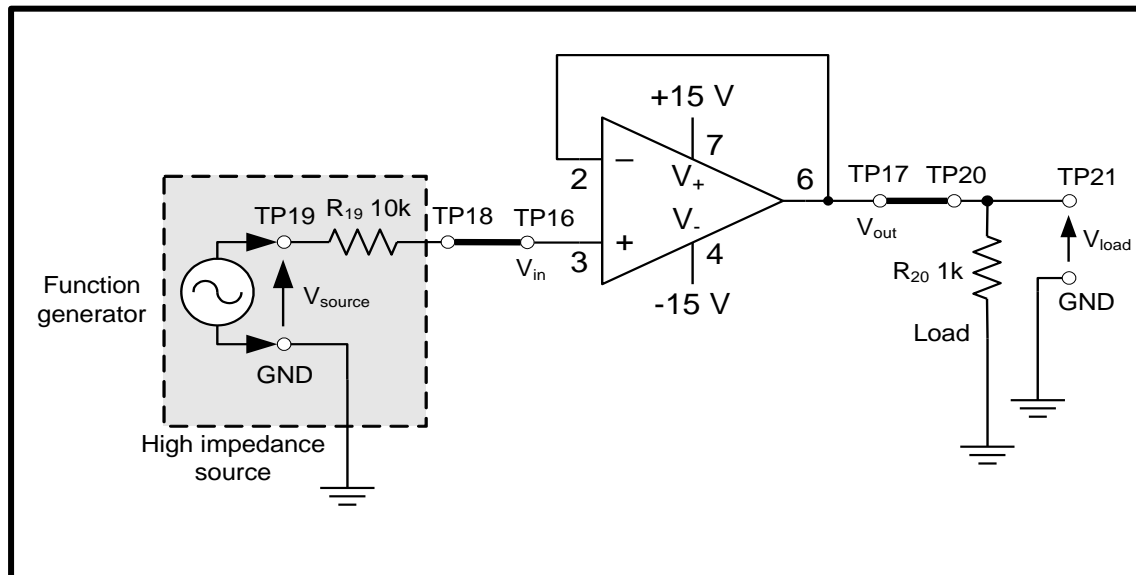 +15 V
7
2
−
V+
6
TP17
TP20
TP21
TP19
R19 10k
TP18
TP16
V-
+
3
4
Vin
Vout
Vload
R20 1k
-15 V
Function
generator
Vsource
GND
GND
Load
High impedance
source